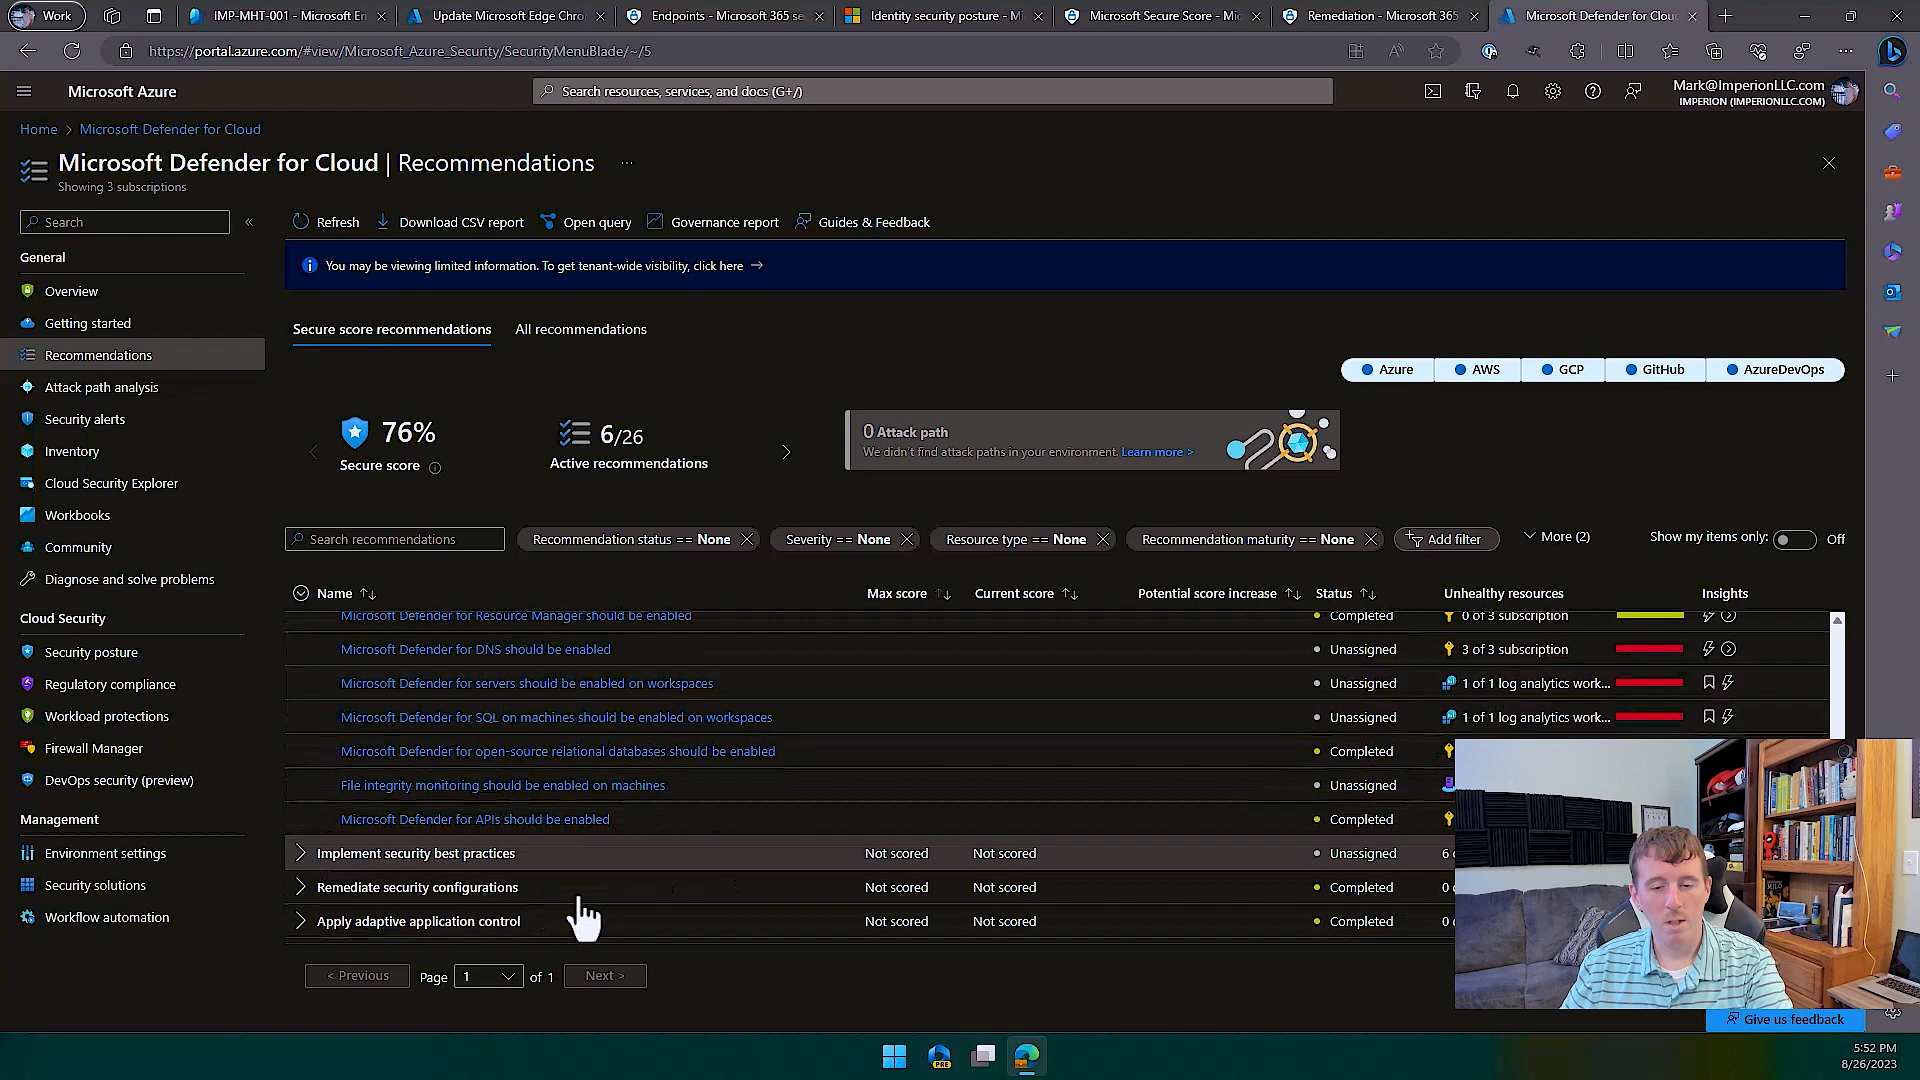 Work
IMP-MHT-001 - Microsoft En
Update Microsoft Edge Chro
Endpoints - Microsoft 365 se
Identity security posture - Mi
Microsoft Secure Score - Mic
Remediation - Microsoft 365
Microsoft Defender for Clou
https://portal.azure.com/#view/Microsoft_Azure_Security/SecurityMenuBlade/~/5
Microsoft Azure
Search resources, services, and docs (G+/)
Mark@ImperionLLC.com
IMPERION (IMPERIONLLC.COM)
Home > Microsoft Defender for Cloud
Microsoft Defender for Cloud | Recommendations ...
Showing 3 subscriptions
Search
«
General
Overview
Getting started
Recommendations
Attack path analysis
Security alerts
Inventory
Cloud Security Explorer
Workbooks
Community
Diagnose and solve problems
Cloud Security
Security posture
Regulatory compliance
Workload protections
Firewall Manager
DevOps security (preview)
Management
Environment settings
Security solutions
Workflow automation
Refresh Download CSV report Open query Governance report Guides & Feedback
You may be viewing limited information. To get tenant-wide visibility, click here →
Secure score recommendations All recommendations
Azure AWS GCP GitHub AzureDevOps
76%
Secure score
6/26
Active recommendations
0 Attack path
We didn't find attack paths in your environment. Learn more >
Search recommendations
Recommendation status == None
Severity == None
Resource type == None
Recommendation maturity == None
Add filter
More (2)
Show my items only: Off
Name Max score Current score Potential score increase Status Unhealthy resources Insights
Microsoft Defender for Resource Manager should be enabled Completed 0 of 3 subscription
Microsoft Defender for DNS should be enabled Unassigned 3 of 3 subscription
Microsoft Defender for servers should be enabled on workspaces Unassigned 1 of 1 log analytics work...
Microsoft Defender for SQL on machines should be enabled on workspaces Unassigned 1 of 1 log analytics work...
Microsoft Defender for open-source relational databases should be enabled Completed
File integrity monitoring should be enabled on machines Unassigned
Microsoft Defender for APIs should be enabled Completed
Implement security best practices Not scored Not scored Unassigned 6
Remediate security configurations Not scored Not scored Completed 0
Apply adaptive application control Not scored Not scored Completed 0
< Previous Page 1 of 1 Next >
Give us feedback
PRE
5:52 PM
8/26/2023